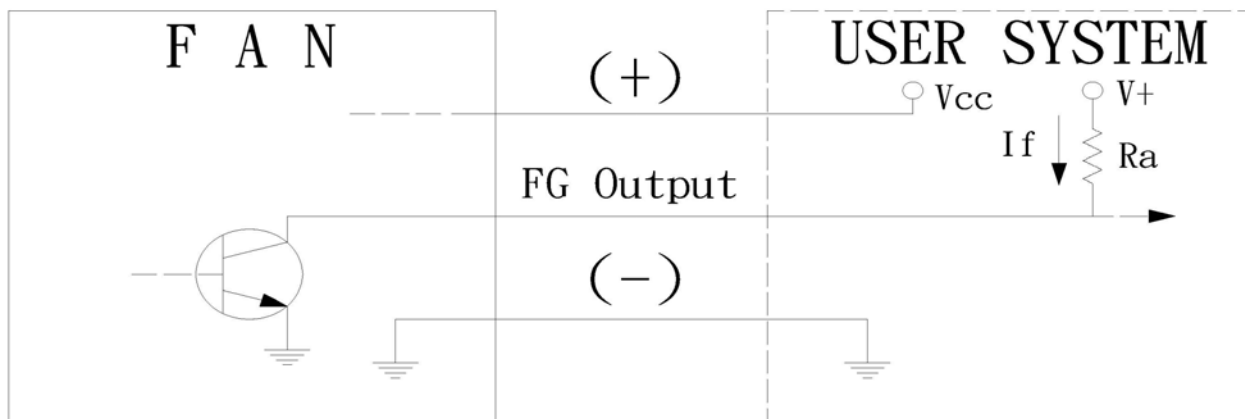 F A N
USER SYSTEM
(+)
Vcc
V+
If
Ra
FG Output
(-)